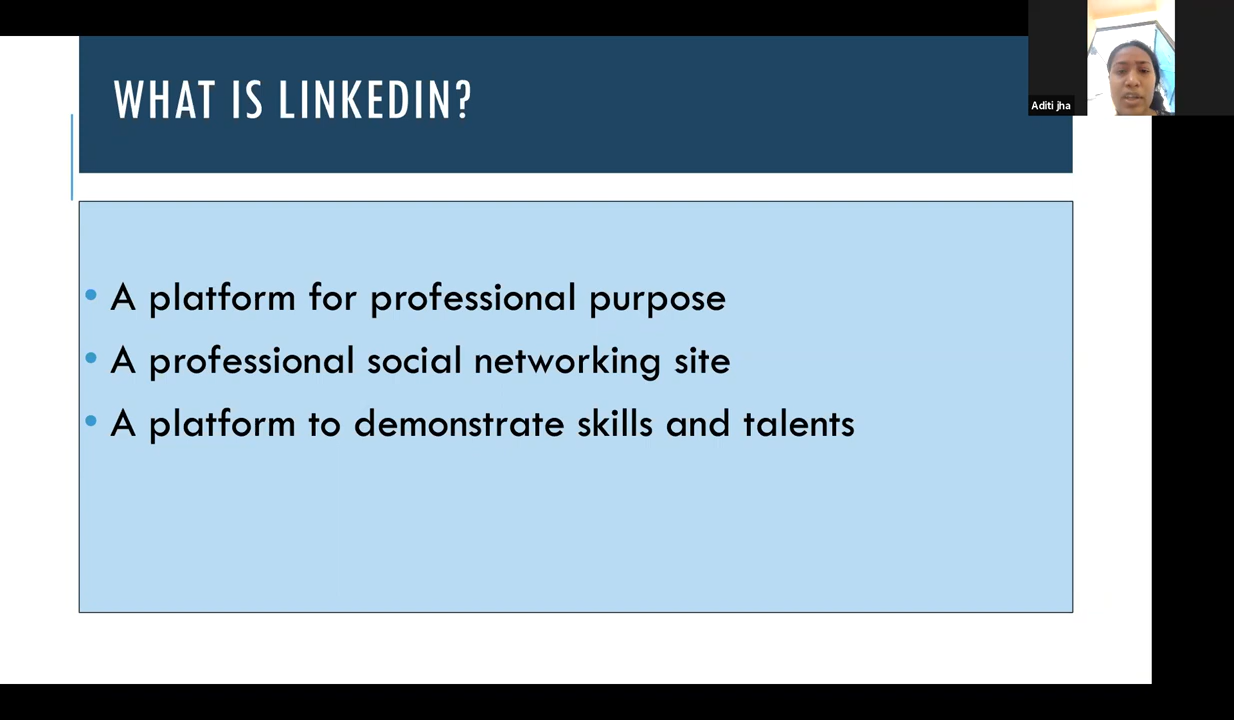 WHAT IS LINKEDIN?
Aditi jha
• A platform for professional purpose
• A professional social networking site
• A platform to demonstrate skills and talents